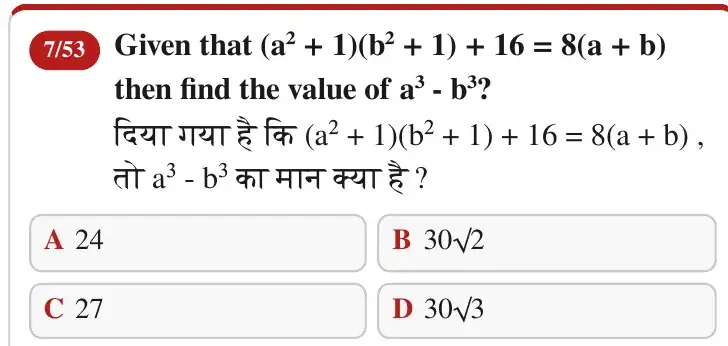 7/53 Given that (a² + 1)(b² + 1) + 16 = 8(a + b)
then find the value of a³ - b³?
दिया गया है कि (a² + 1)(b² + 1) + 16 = 8(a + b) ,
तो a³ - b³ का मान क्या है ?
A 24
B 30√2
C 27
D 30√3